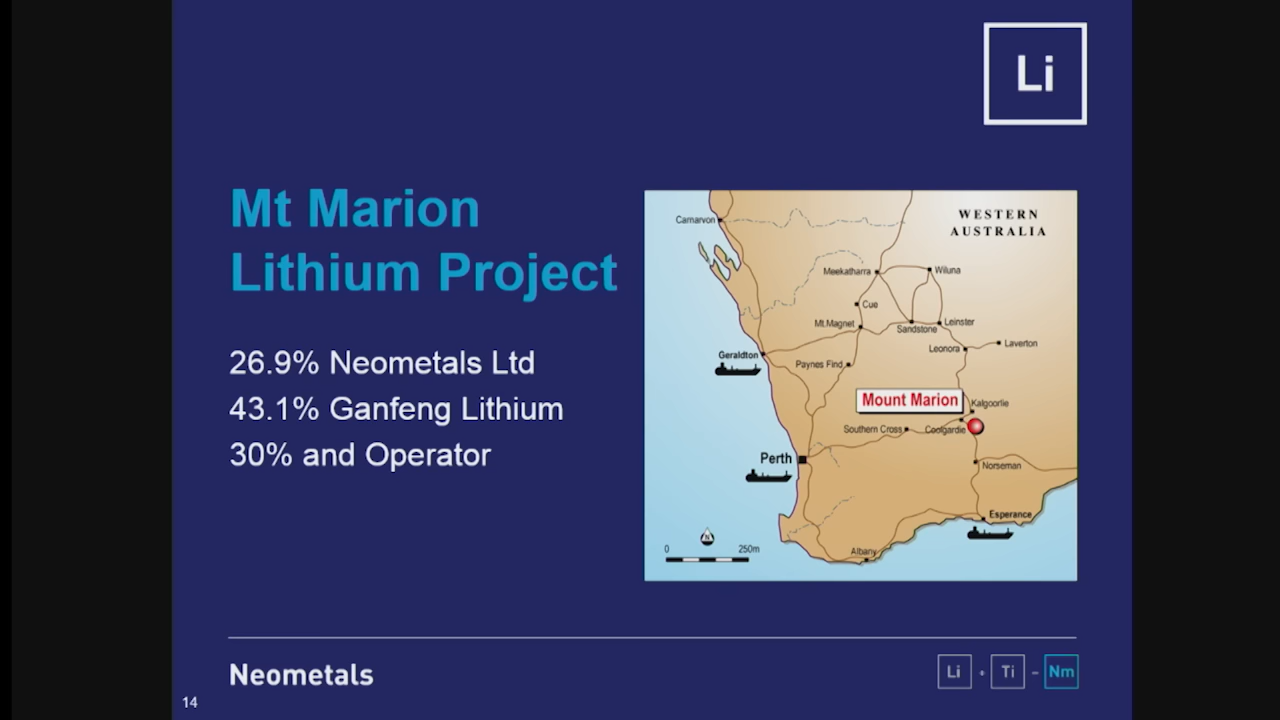 Li
Mt Marion
Lithium Project
26.9% Neometals Ltd
43.1% Ganfeng Lithium
30% and Operator
WESTERN
AUSTRALIA
Carnarvon
Meekatharra
Wiluna
Cue
Mt.Magnet
Sandstone
Leinster
Leonora
Laverton
Geraldton
Paynes Find
Mount Marion
Kalgoorlie
Southern Cross
Coolgardie
Perth
Norseman
Esperance
N
0 250m
Albany
Neometals
Li + Ti = Nm
14